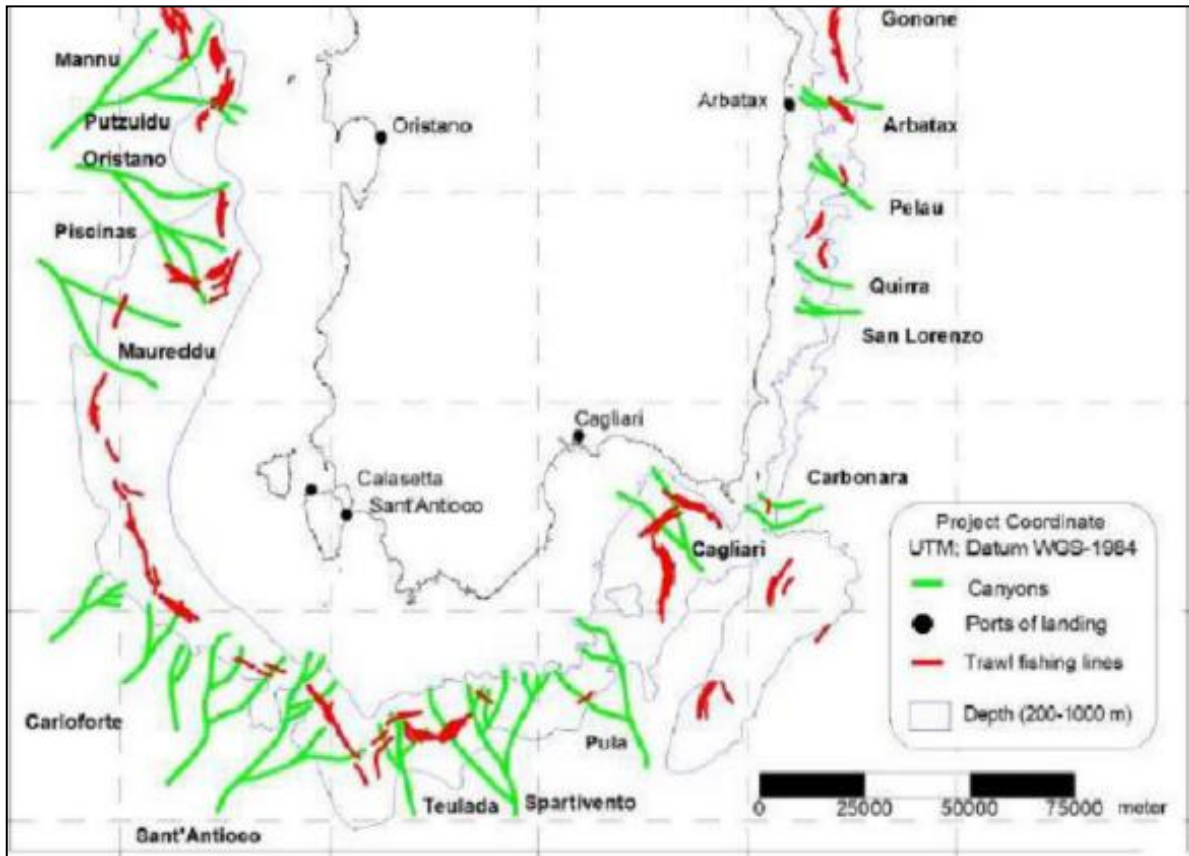 Gonone
Mannu
Arbatax
Putzuidu
Oristano
Arbatax
Oristano
Pelau
Piscinas
Quirra
San Lorenzo
Maureddu
Cagliari
Calasetta
Sant'Antioco
Carbonara
Cagliari
Project Coordinate
UTM; Datum WGS-1984
Canyons
Ports of landing
Trawl fishing lines
Depth (200-1000 m)
Carloforte
Pula
Teulada
Spartivento
Sant'Antioco
0 25000 50000 75000 meter